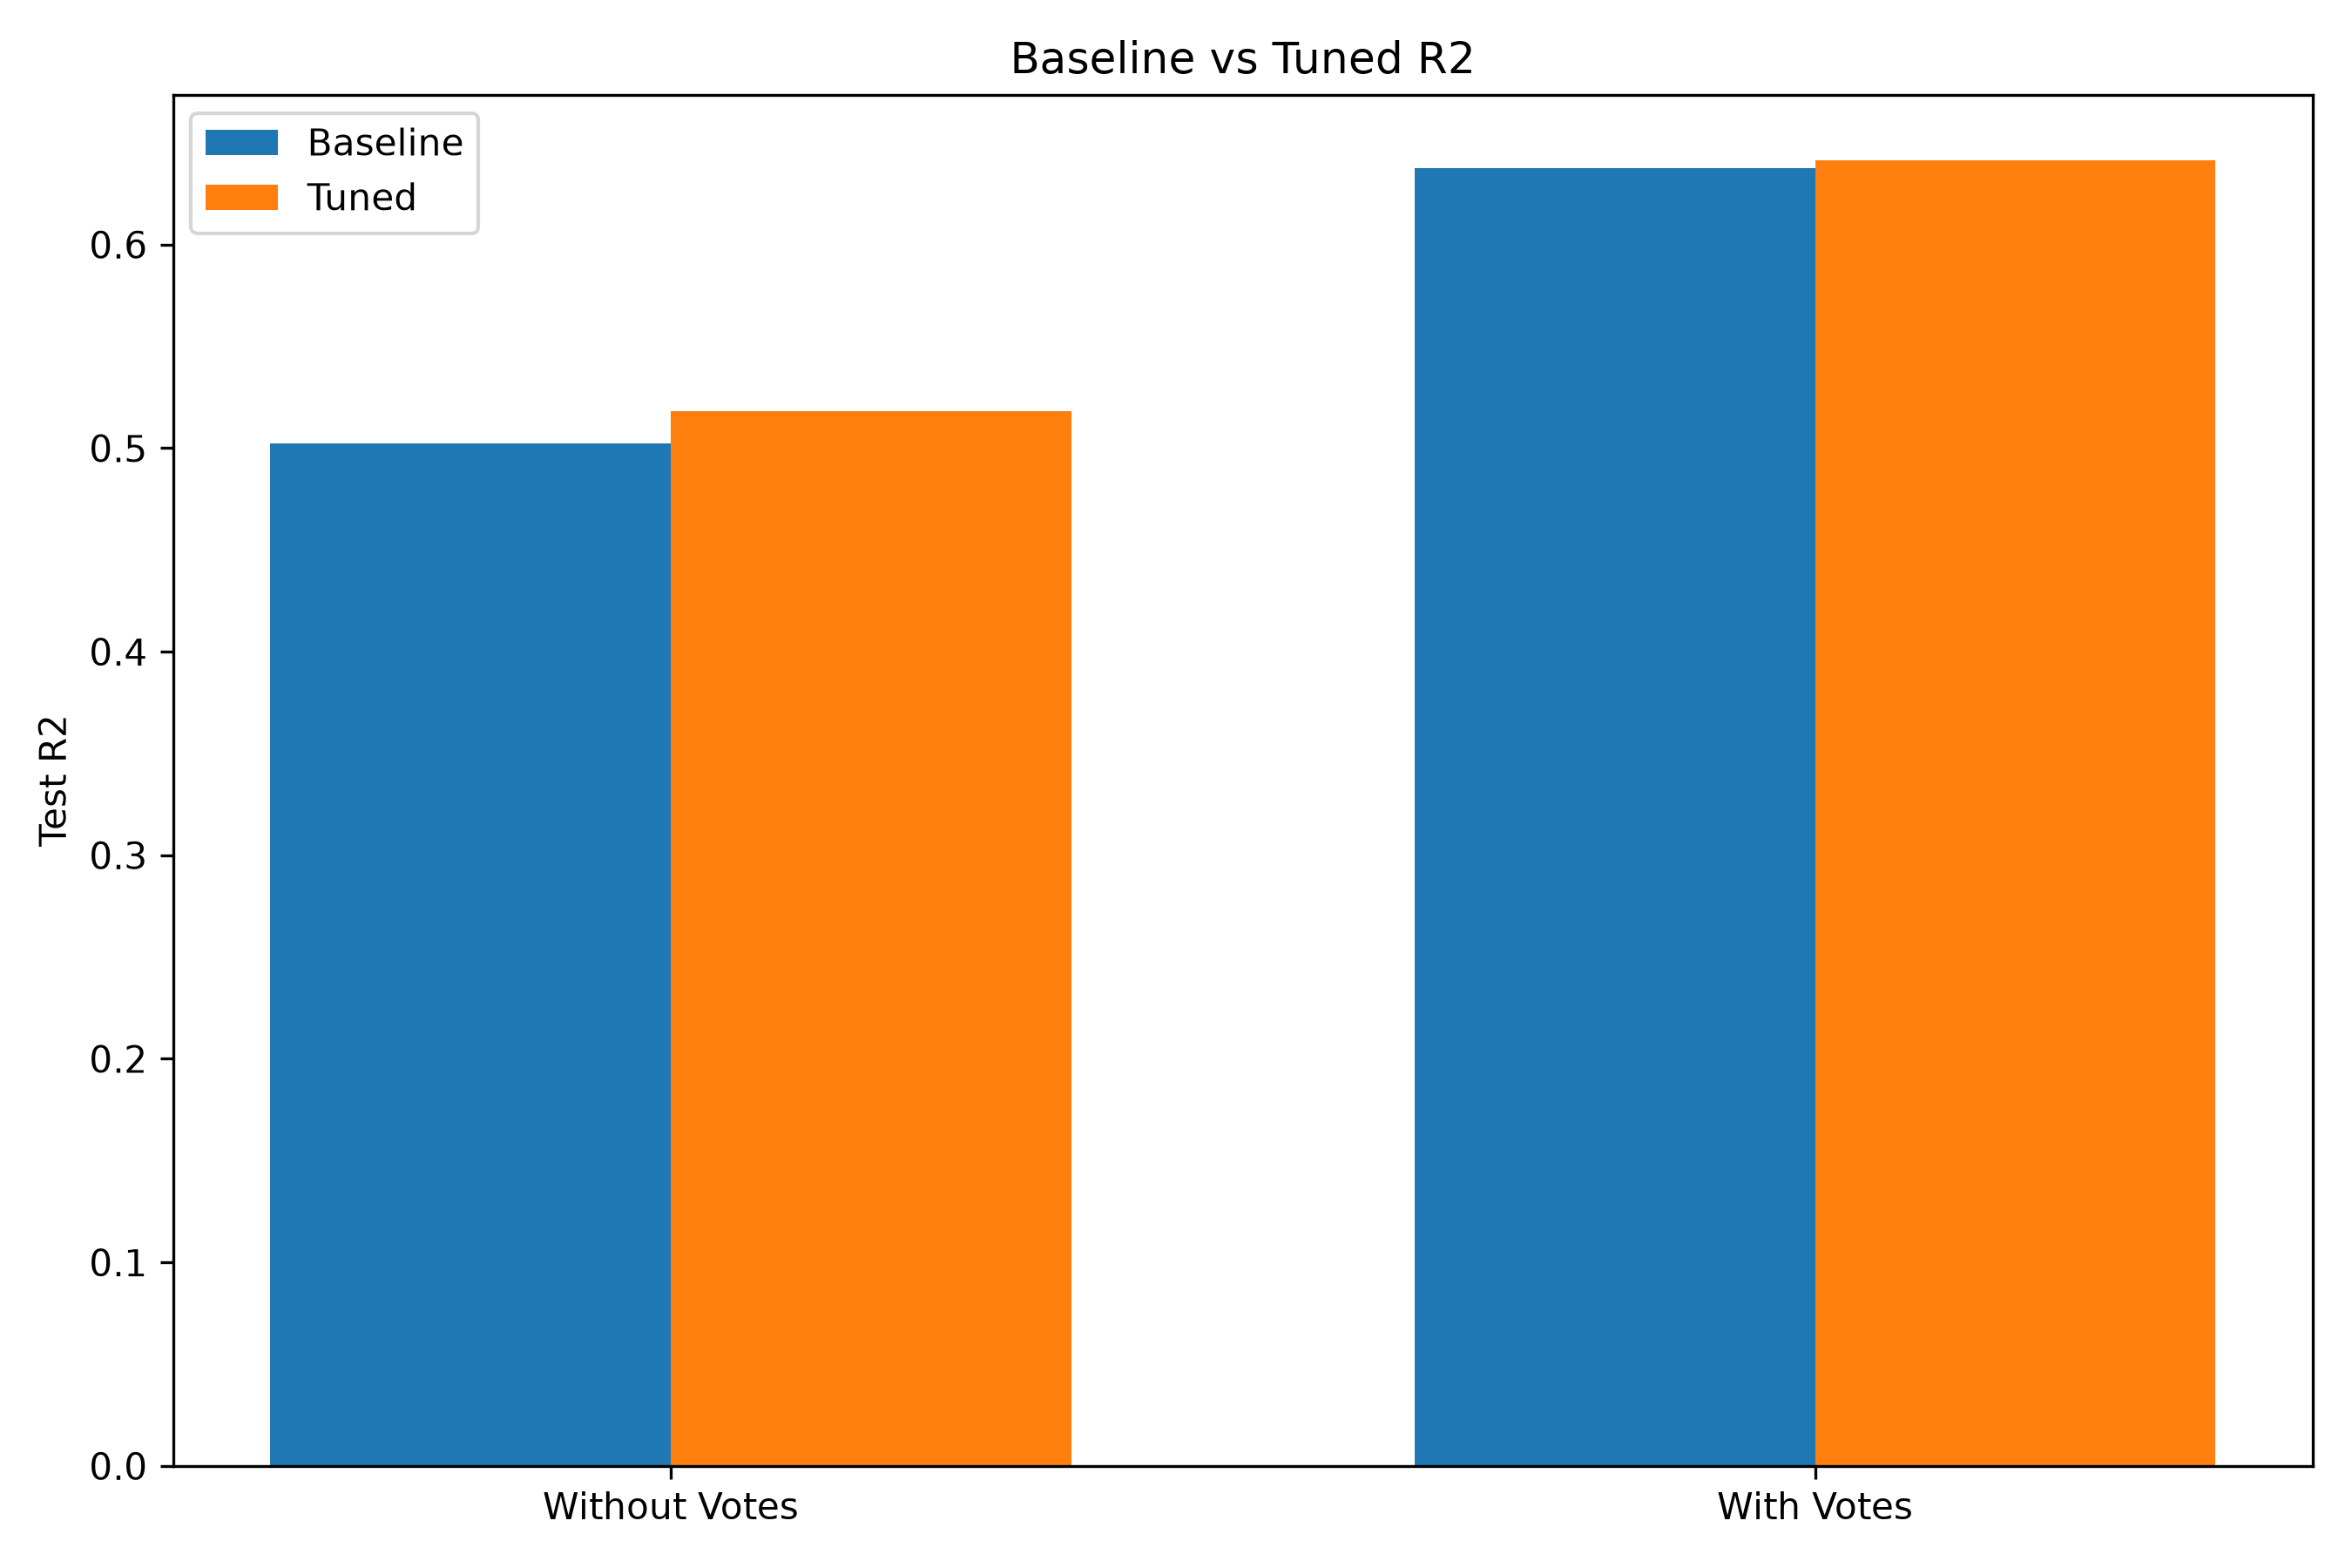 Baseline vs Tuned R2
Baseline
Tuned
Test R2
0.6
0.5
0.4
0.3
0.2
0.1
0.0
Without Votes
With Votes